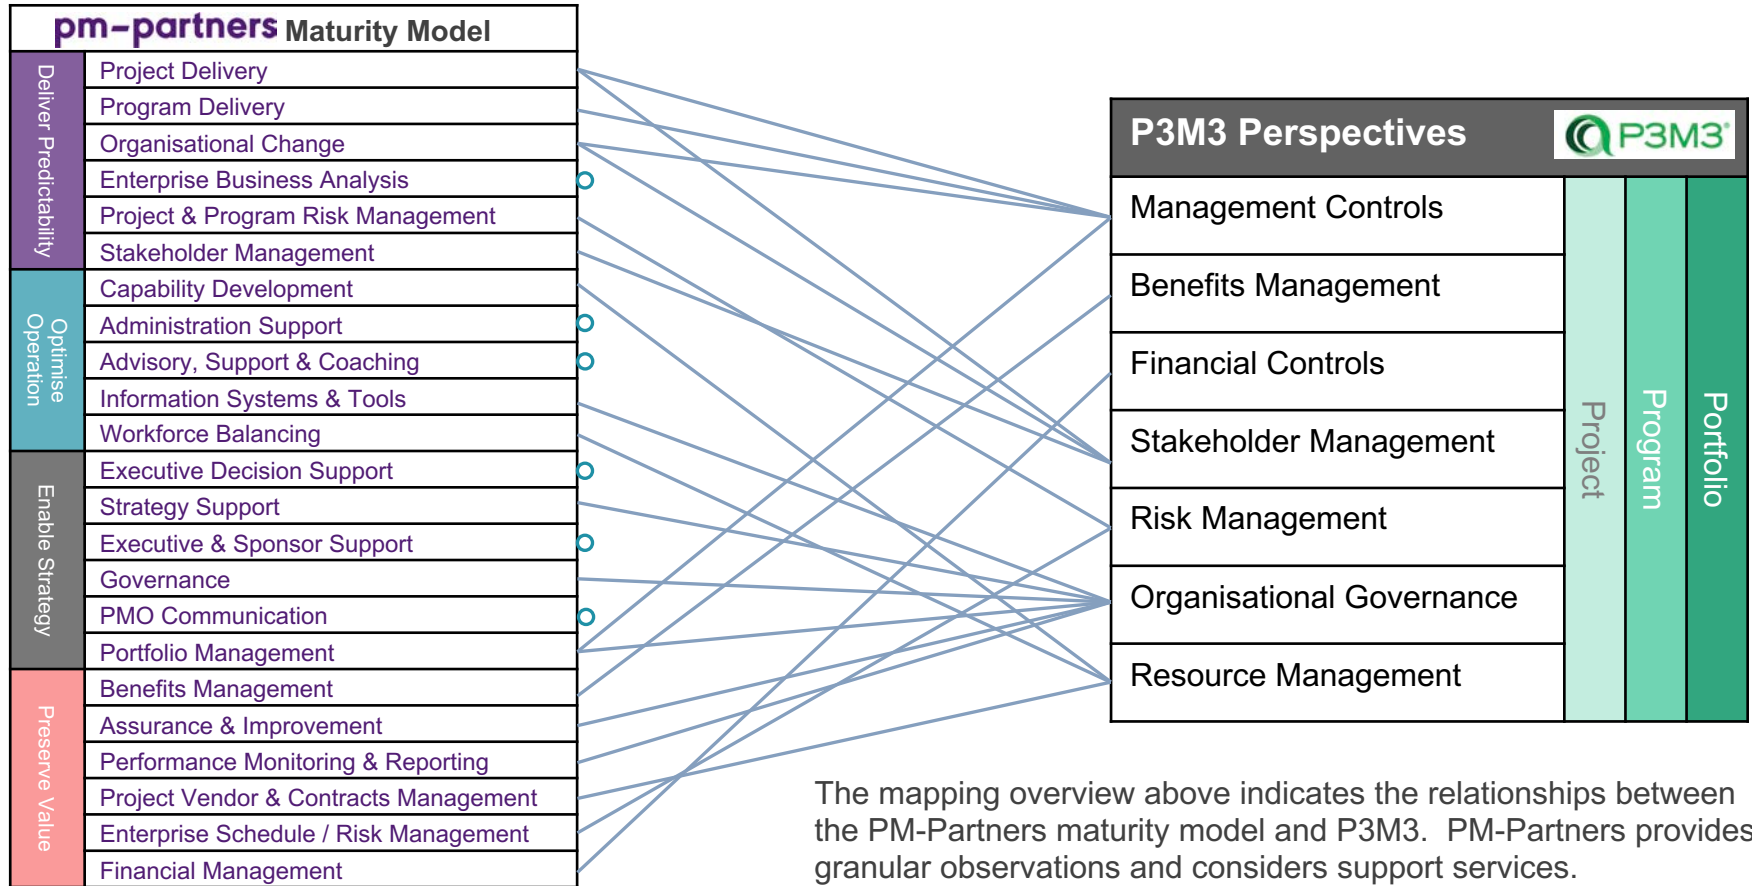 pm-partners Maturity Model
Deliver Predictability
Project Delivery
Program Delivery
Organisational Change
Enterprise Business Analysis
Project & Program Risk Management
Stakeholder Management
Optimise
Operation
Capability Development
Administration Support
Advisory, Support & Coaching
Information Systems & Tools
Workforce Balancing
Enable Strategy
Executive Decision Support
Strategy Support
Executive & Sponsor Support
Governance
PMO Communication
Portfolio Management
Preserve Value
Benefits Management
Assurance & Improvement
Performance Monitoring & Reporting
Project Vendor & Contracts Management
Enterprise Schedule / Risk Management
Financial Management
P3M3 Perspectives
P3M3®
Management Controls
Benefits Management
Financial Controls
Stakeholder Management
Risk Management
Organisational Governance
Resource Management
Project
Program
Portfolio
The mapping overview above indicates the relationships between
the PM-Partners maturity model and P3M3.  PM-Partners provides
granular observations and considers support services.